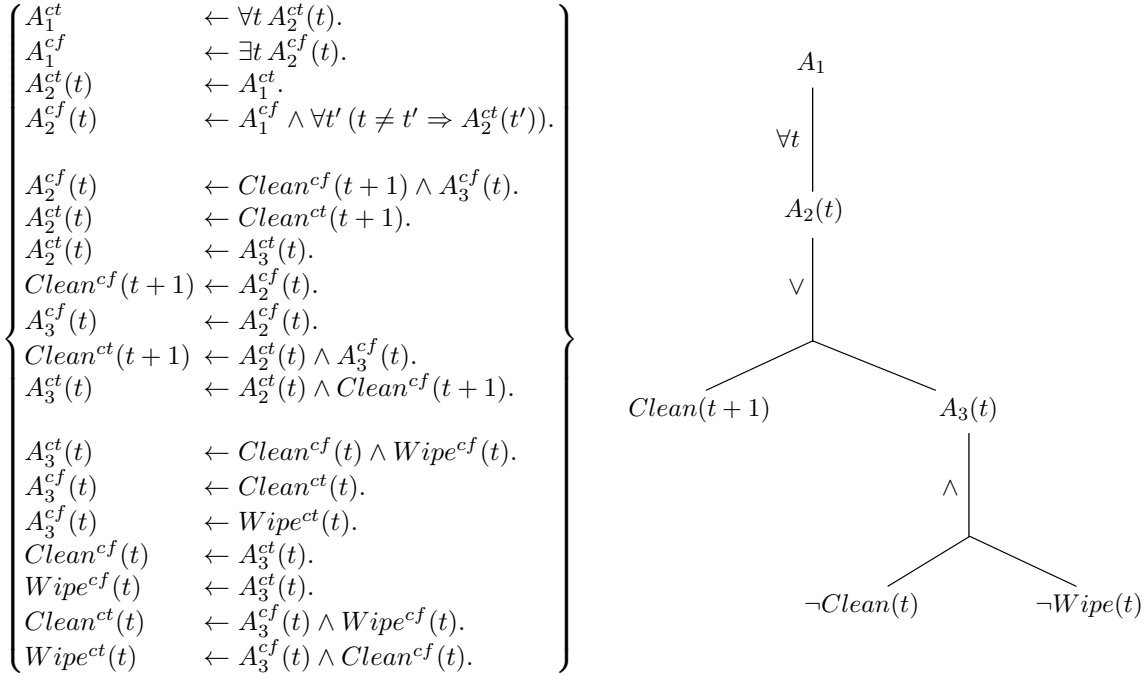 A_1^{ct} ← ∀t A_2^{ct}(t).
A_1^{cf} ← ∃t A_2^{cf}(t).
A_2^{ct}(t) ← A_1^{ct}.
A_2^{cf}(t) ← A_1^{cf} ∧ ∀t′ (t ≠ t′ ⇒ A_2^{ct}(t′)).
A_2^{cf}(t) ← Clean^{cf}(t + 1) ∧ A_3^{cf}(t).
A_2^{ct}(t) ← Clean^{ct}(t + 1).
A_2^{ct}(t) ← A_3^{ct}(t).
Clean^{cf}(t + 1) ← A_2^{cf}(t).
A_3^{cf}(t) ← A_2^{cf}(t).
Clean^{ct}(t + 1) ← A_2^{ct}(t) ∧ A_3^{cf}(t).
A_3^{ct}(t) ← A_2^{ct}(t) ∧ Clean^{cf}(t + 1).
A_3^{ct}(t) ← Clean^{cf}(t) ∧ Wipe^{cf}(t).
A_3^{cf}(t) ← Clean^{ct}(t).
A_3^{cf}(t) ← Wipe^{ct}(t).
Clean^{cf}(t) ← A_3^{ct}(t).
Wipe^{cf}(t) ← A_3^{ct}(t).
Clean^{ct}(t) ← A_3^{cf}(t) ∧ Wipe^{cf}(t).
Wipe^{ct}(t) ← A_3^{cf}(t) ∧ Clean^{cf}(t).
A_1
∀t
A_2(t)
∨
Clean(t + 1) A_3(t)
∧
¬Clean(t) ¬Wipe(t)